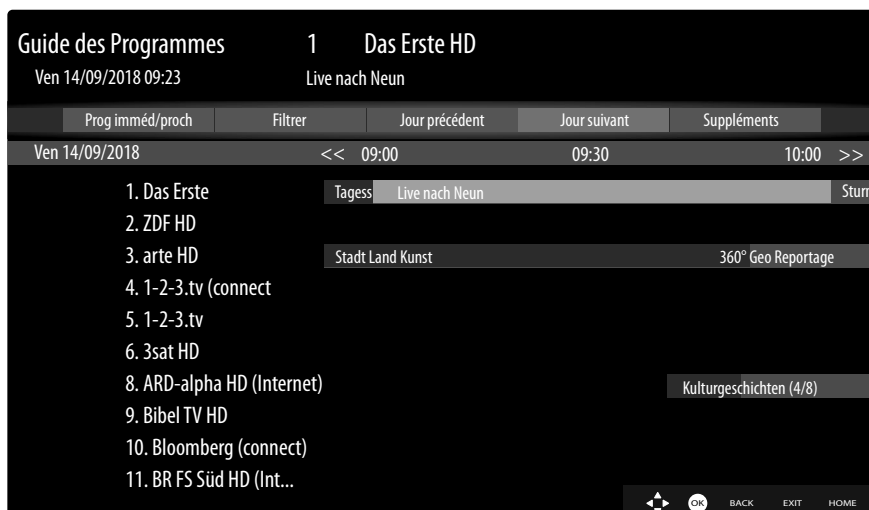 Guide des Programmes 1 Das Erste HD
Ven 14/09/2018 09:23 Live nach Neun
Prog imméd/proch Filtrer Jour précédent Jour suivant Suppléments
Ven 14/09/2018 << 09:00 09:30 10:00 >>
1. Das Erste Tagess Live nach Neun Sturm
2. ZDF HD
3. arte HD Stadt Land Kunst 360° Geo Reportage
4. 1-2-3.tv (connect
5. 1-2-3.tv
6. 3sat HD
8. ARD-alpha HD (Internet) Kulturgeschichten (4/8)
9. Bibel TV HD
10. Bloomberg (connect)
11. BR FS Süd HD (Int...
OK BACK EXIT HOME